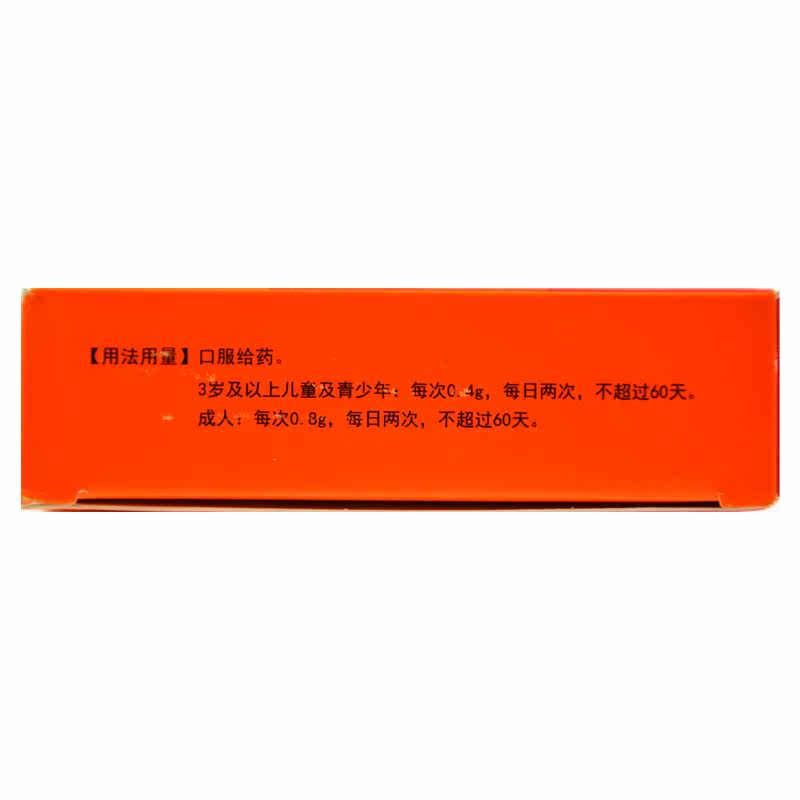 【用法用量】口服给药。
3岁及以上儿童及青少年：每次0.4g，每日两次，不超过60天。
成人：每次0.8g，每日两次，不超过60天。